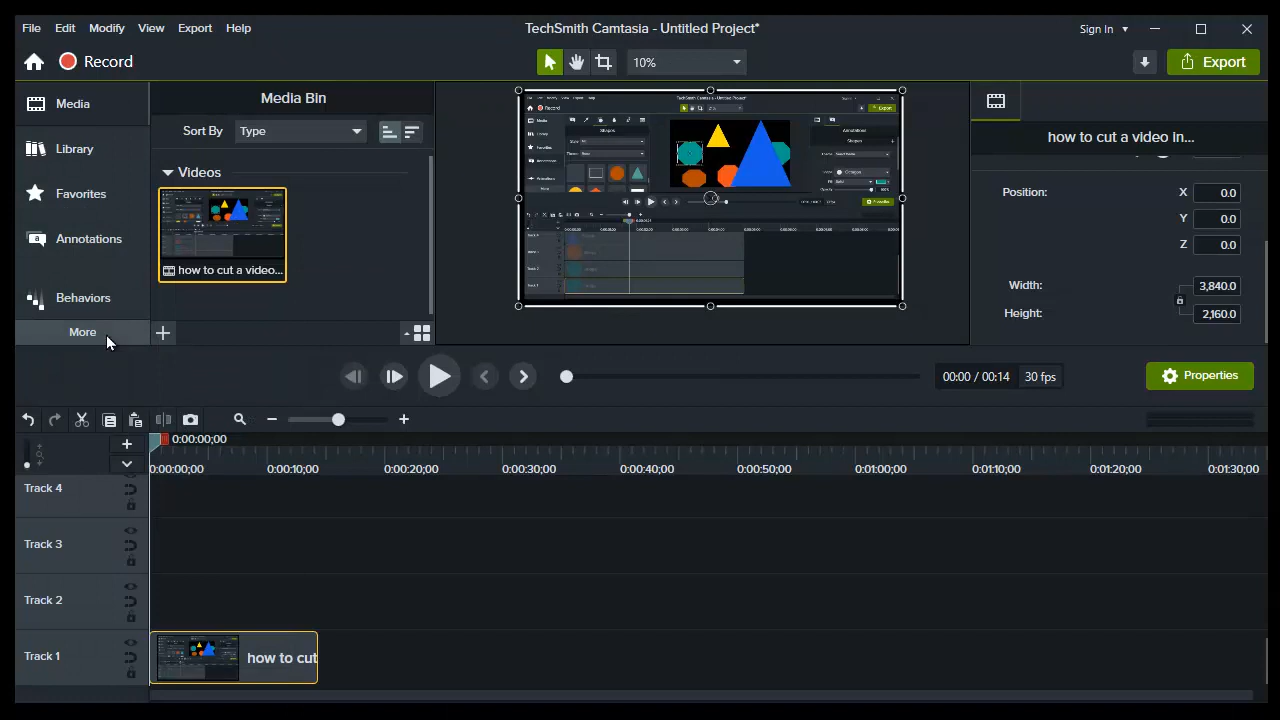 File Edit Modify View Export Help TechSmith Camtasia - Untitled Project* Sign In
Record 10% Export
Media
Library
Favorites
Annotations
Behaviors
More
Media Bin
Sort By Type
Videos
how to cut a video...
how to cut a video in...
Position: X 0.0
Y 0.0
Z 0.0
Width: 3,840.0
Height: 2,160.0
00:00 / 00:14 30 fps Properties
0:00:00;00
0:00:00;00 0:00:10;00 0:00:20;00 0:00:30;00 0:00:40;00 0:00:50;00 0:01:00;00 0:01:10;00 0:01:20;00 0:01:30;00
Track 4
Track 3
Track 2
Track 1 how to cut